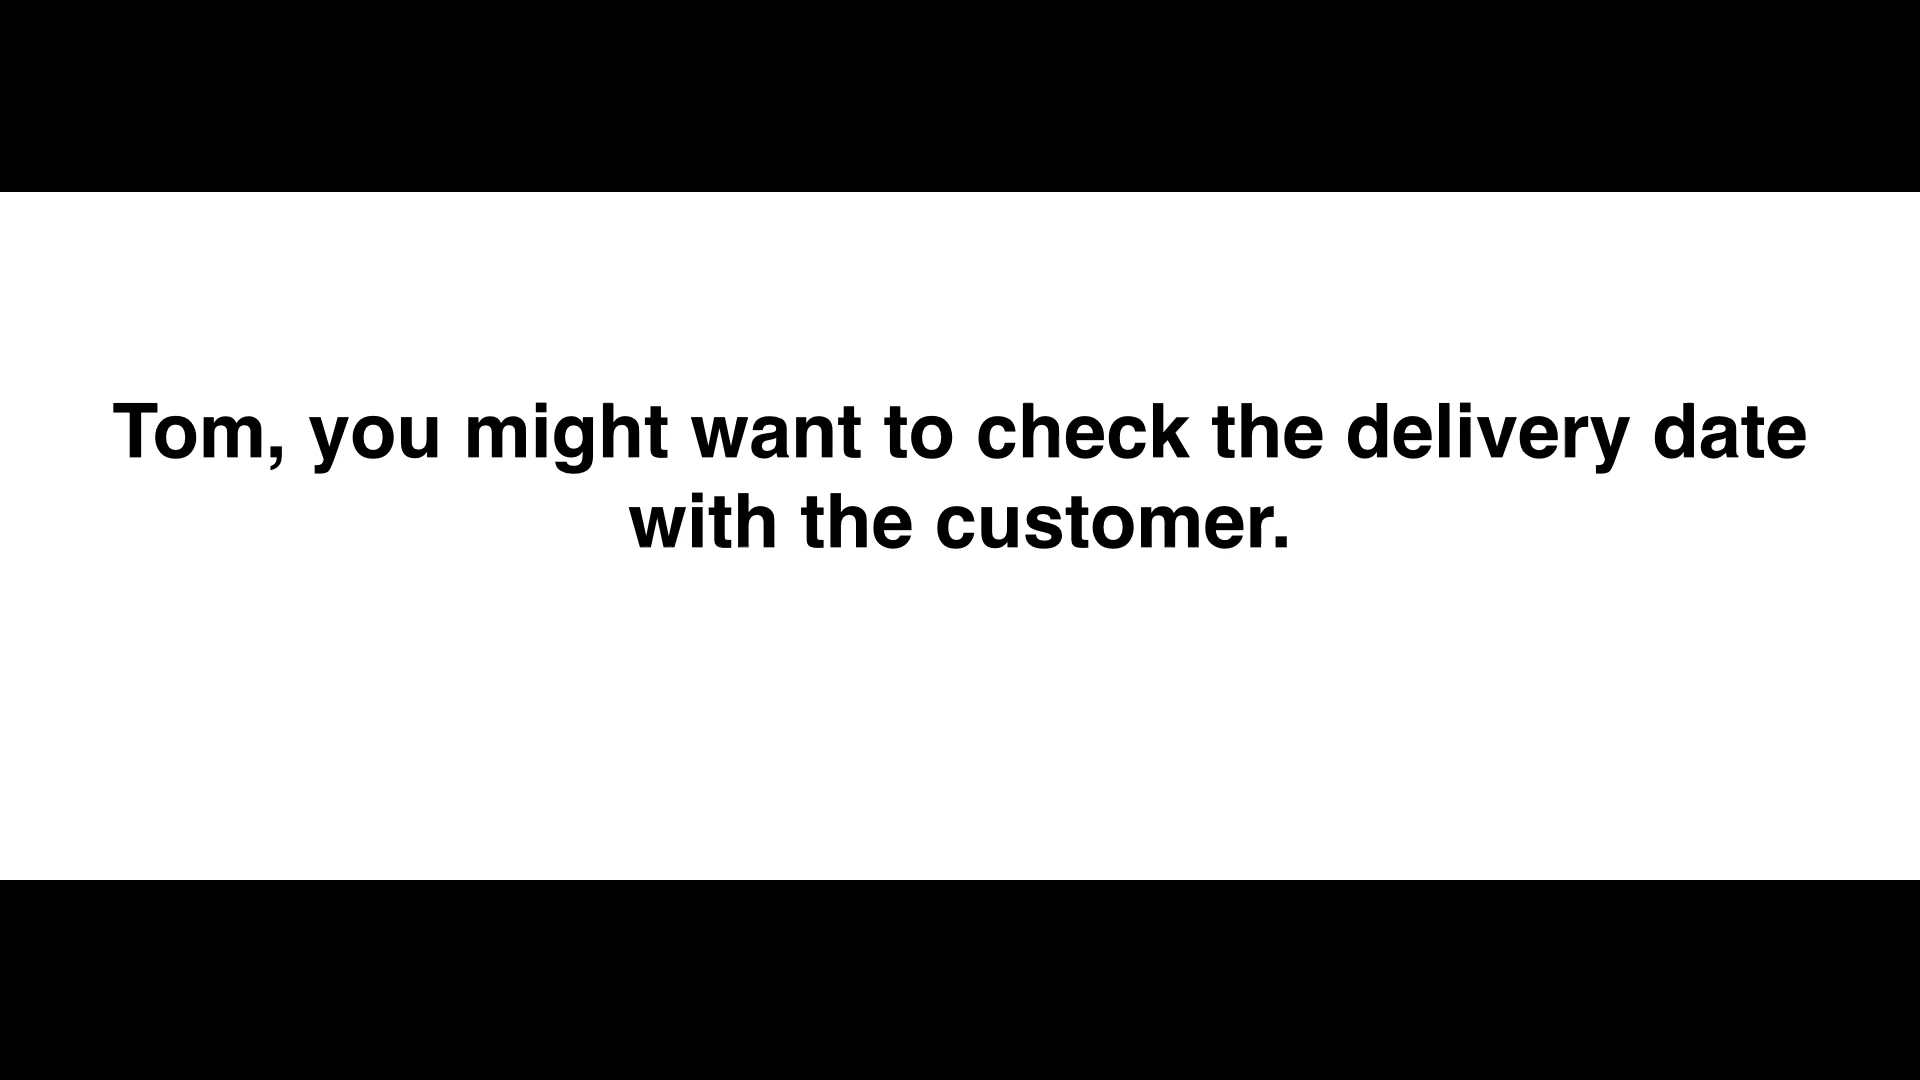 Tom, you might want to check the delivery date
with the customer.